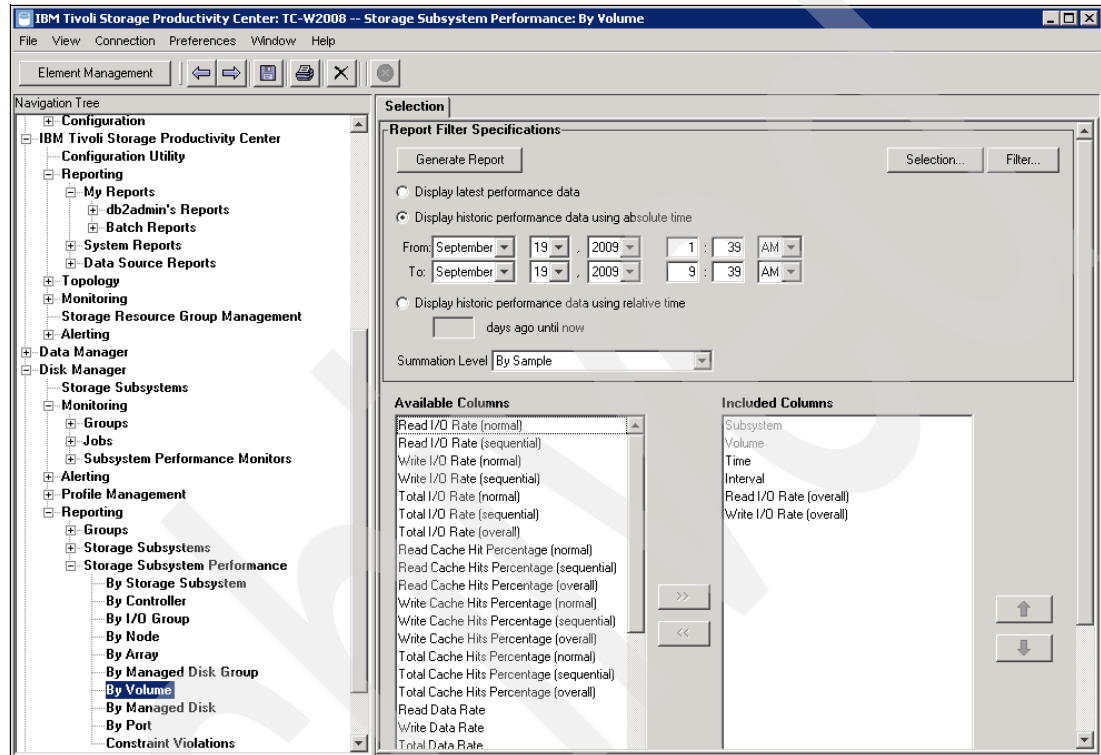 IBM Tivoli Storage Productivity Center: TC-W2008 -- Storage Subsystem Performance: By Volume
File View Connection Preferences Window Help
Element Management
Navigation Tree
Configuration
IBM Tivoli Storage Productivity Center
Configuration Utility
Reporting
My Reports
db2admin's Reports
Batch Reports
System Reports
Data Source Reports
Topology
Monitoring
Storage Resource Group Management
Alerting
Data Manager
Disk Manager
Storage Subsystems
Monitoring
Groups
Jobs
Subsystem Performance Monitors
Alerting
Profile Management
Reporting
Groups
Storage Subsystems
Storage Subsystem Performance
By Storage Subsystem
By Controller
By I/O Group
By Node
By Array
By Managed Disk Group
By Volume
By Managed Disk
By Port
Constraint Violations
Selection
Report Filter Specifications
Generate Report Selection... Filter...
Display latest performance data
Display historic performance data using absolute time
From: September 19 , 2009 1 : 39 AM
To: September 19 , 2009 9 : 39 AM
Display historic performance data using relative time
days ago until now
Summation Level By Sample
Available Columns
Read I/O Rate (normal)
Read I/O Rate (sequential)
Write I/O Rate (normal)
Write I/O Rate (sequential)
Total I/O Rate (normal)
Total I/O Rate (sequential)
Total I/O Rate (overall)
Read Cache Hit Percentage (normal)
Read Cache Hits Percentage (sequential)
Read Cache Hits Percentage (overall)
Write Cache Hits Percentage (normal)
Write Cache Hits Percentage (sequential)
Write Cache Hits Percentage (overall)
Total Cache Hits Percentage (normal)
Total Cache Hits Percentage (sequential)
Total Cache Hits Percentage (overall)
Read Data Rate
Write Data Rate
Total Data Rate
>>
<<
Included Columns
Subsystem
Volume
Time
Interval
Read I/O Rate (overall)
Write I/O Rate (overall)